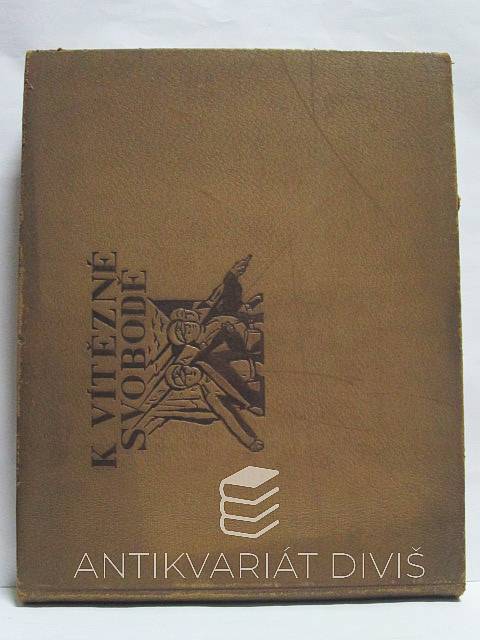 K VÍTĚZNÉ
SVOBODĚ
ANTIKVARIÁT DIVIŠ